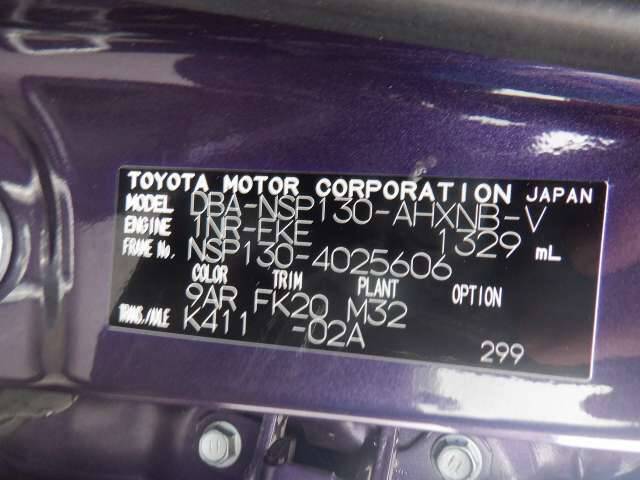 TOYOTA MOTOR CORPORATION JAPAN
MODEL DBA-NSP130-AHXNB-V
ENGINE 1NR-FKE 1329 mL
FRAME No. NSP130-4025606
COLOR TRIM PLANT OPTION
9AR FK20 M32
TRANS./AXLE K411 -02A
299